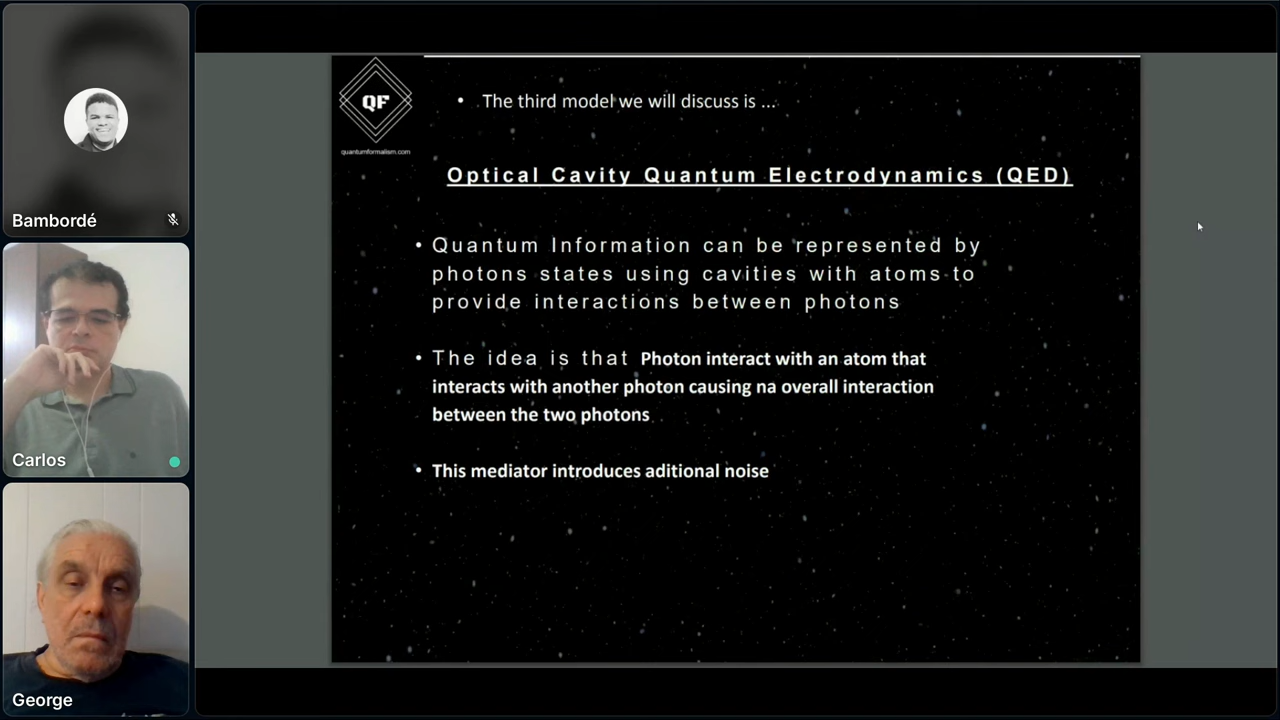 Bambordé
Carlos
George
QF
quantumformalism.com
• The third model we will discuss is ...
Optical Cavity Quantum Electrodynamics (QED)
• Quantum Information can be represented by
photons states using cavities with atoms to
provide interactions between photons
• The idea is that Photon interact with an atom that
interacts with another photon causing na overall interaction
between the two photons
• This mediator introduces aditional noise